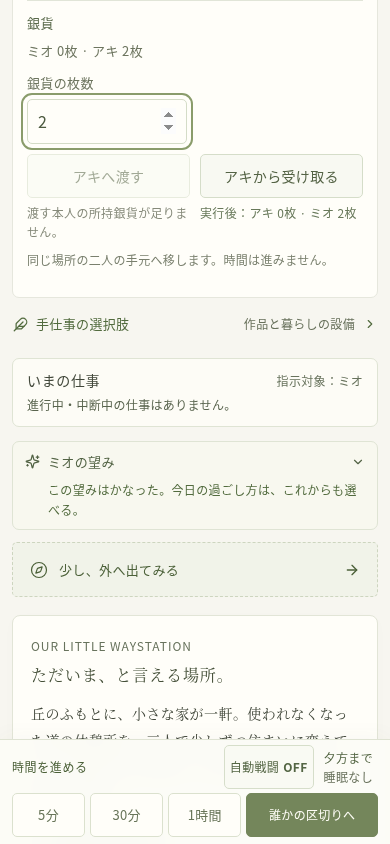 銀貨
ミオ 0枚 · アキ 2枚
銀貨の枚数
2
アキへ渡す
アキから受け取る
渡す本人の所持銀貨が足りま
せん。
実行後：アキ 0枚 · ミオ 2枚
同じ場所の二人の手元へ移します。時間は進みません。
手仕事の選択肢
作品と暮らしの設備
いまの仕事
指示対象：ミオ
進行中・中断中の仕事はありません。
ミオの望み
この望みはかなった。今日の過ごし方は、これからも選
べる。
少し、外へ出てみる
OUR LITTLE WAYSTATION
ただいま、と言える場所。
丘のふもとに、小さな家が一軒。使われなくなっ
時間を進める
自動戦闘 OFF
夕方まで
睡眠なし
5分
30分
1時間
誰かの区切りへ